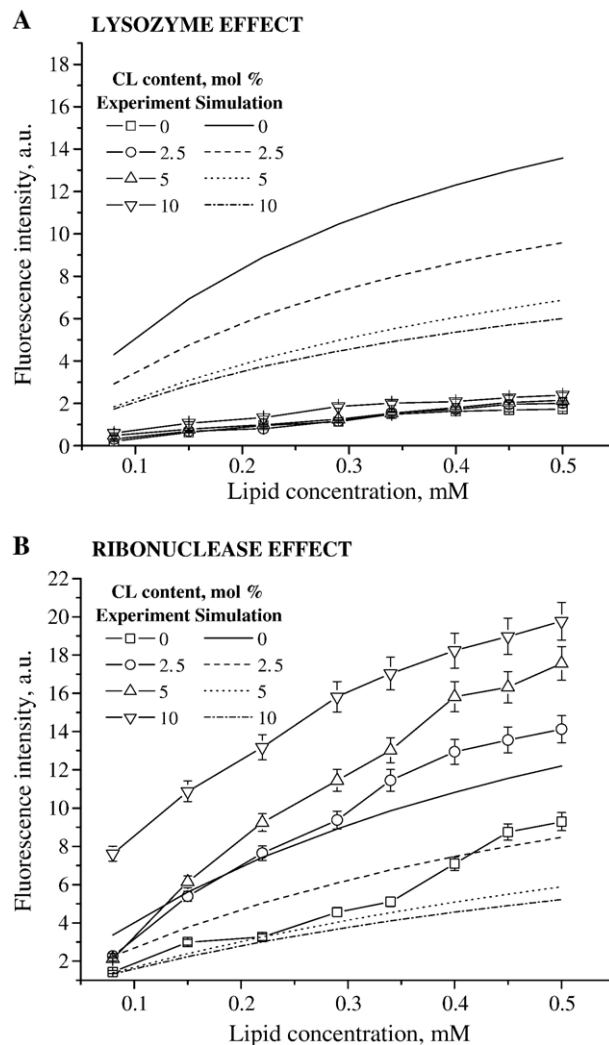 A LYSOZYME EFFECT
CL content, mol %
Experiment Simulation
0 0
2.5 2.5
5 5
10 10
18
16
14
12
10
8
6
4
2
0
Fluorescence intensity, a.u.
0.1 0.2 0.3 0.4 0.5
Lipid concentration, mM
B RIBONUCLEASE EFFECT
CL content, mol %
Experiment Simulation
0 0
2.5 2.5
5 5
10 10
22
20
18
16
14
12
10
8
6
4
2
Fluorescence intensity, a.u.
0.1 0.2 0.3 0.4 0.5
Lipid concentration, mM